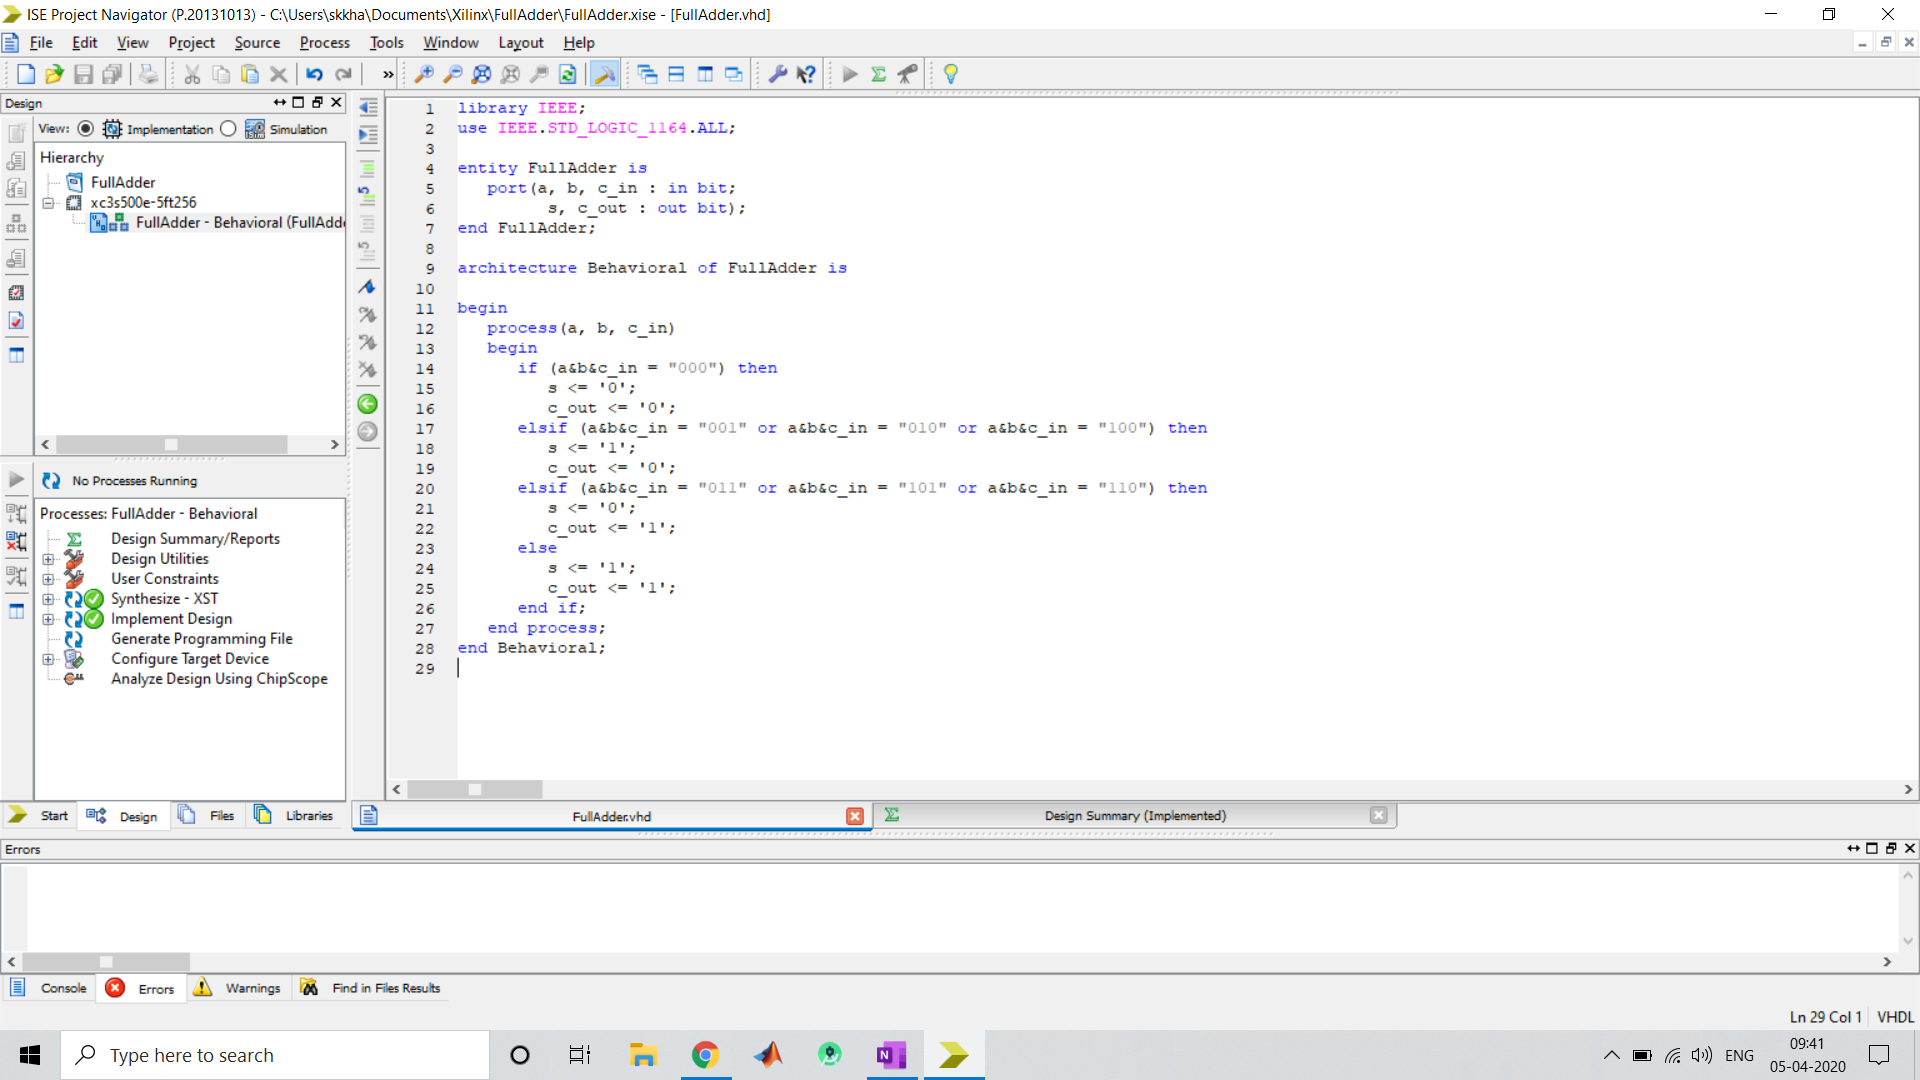 ISE Project Navigator (P.20131013) - C:\Users\skkha\Documents\Xilinx\FullAdder\FullAdder.xise - [FullAdder.vhd]
File Edit View Project Source Process Tools Window Layout Help
Design
View: Implementation Simulation
Hierarchy
FullAdder
xc3s500e-5ft256
FullAdder - Behavioral (FullAdde
No Processes Running
Processes: FullAdder - Behavioral
Design Summary/Reports
Design Utilities
User Constraints
Synthesize - XST
Implement Design
Generate Programming File
Configure Target Device
Analyze Design Using ChipScope
Start Design Files Libraries
1 library IEEE;
2 use IEEE.STD_LOGIC_1164.ALL;
3
4 entity FullAdder is
5 port(a, b, c_in : in bit;
6 s, c_out : out bit);
7 end FullAdder;
8
9 architecture Behavioral of FullAdder is
10
11 begin
12 process(a, b, c_in)
13 begin
14 if (a&b&c_in = "000") then
15 s <= '0';
16 c_out <= '0';
17 elsif (a&b&c_in = "001" or a&b&c_in = "010" or a&b&c_in = "100") then
18 s <= '1';
19 c_out <= '0';
20 elsif (a&b&c_in = "011" or a&b&c_in = "101" or a&b&c_in = "110") then
21 s <= '0';
22 c_out <= '1';
23 else
24 s <= '1';
25 c_out <= '1';
26 end if;
27 end process;
28 end Behavioral;
29
FullAdder.vhd Design Summary (Implemented)
Errors
Console Errors Warnings Find in Files Results
Ln 29 Col 1 VHDL
Type here to search
ENG
09:41
05-04-2020